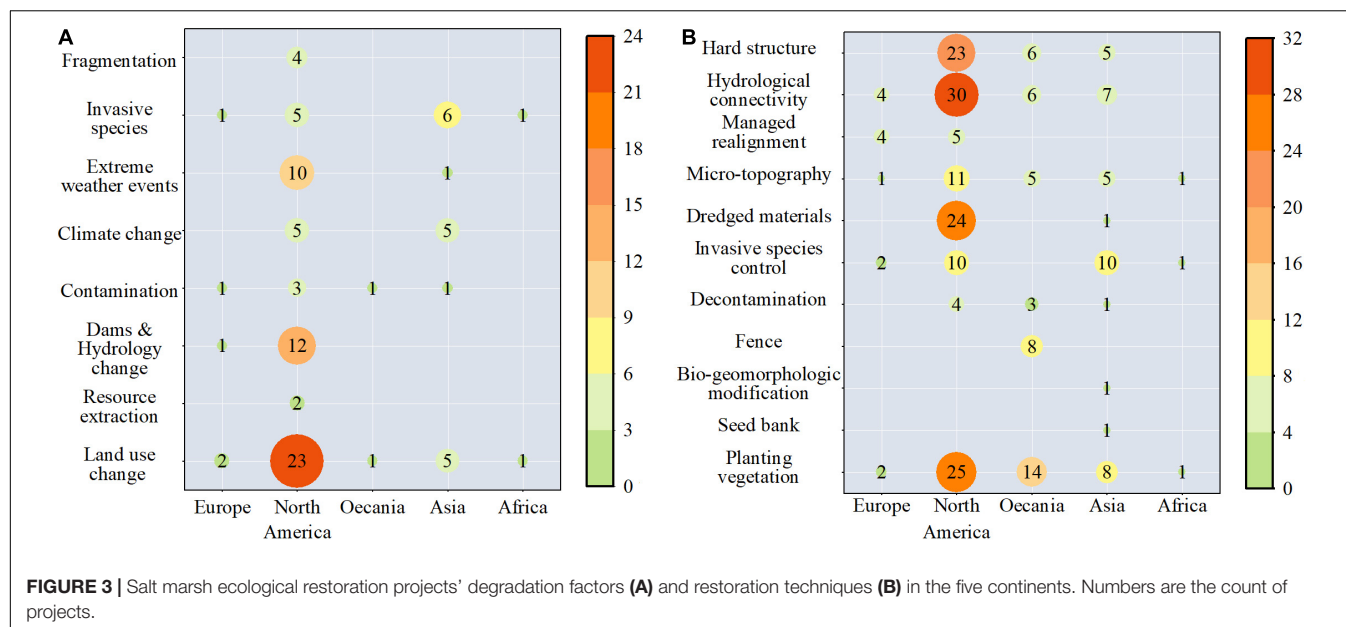 A
Fragmentation 4
Invasive
species
1 5 6 1
Extreme
weather events
10 1
Climate change 5 5
Contamination 1 3 1 1
Dams &
Hydrology
change
1 12
Resource
extraction
2
Land use
change
2 23 1 5 1
Europe North Oecania Asia Africa
America
24
21
18
15
12
9
6
3
0
B
Hard structure 23 6 5
Hydrological
connectivity
4 30 6 7
Managed
realignment
4 5
Micro-topography 1 11 5 5 1
Dredged materials 24 1
Invasive species
control
2 10 10 1
Decontamination 4 3 1
Fence 8
Bio-geomorphologic
modification
1
Seed bank 1
Planting
vegetation
2 25 14 8 1
Europe North Oecania Asia Africa
America
32
28
24
20
16
12
8
4
0
FIGURE 3 | Salt marsh ecological restoration projects' degradation factors (A) and restoration techniques (B) in the five continents. Numbers are the count of
projects.